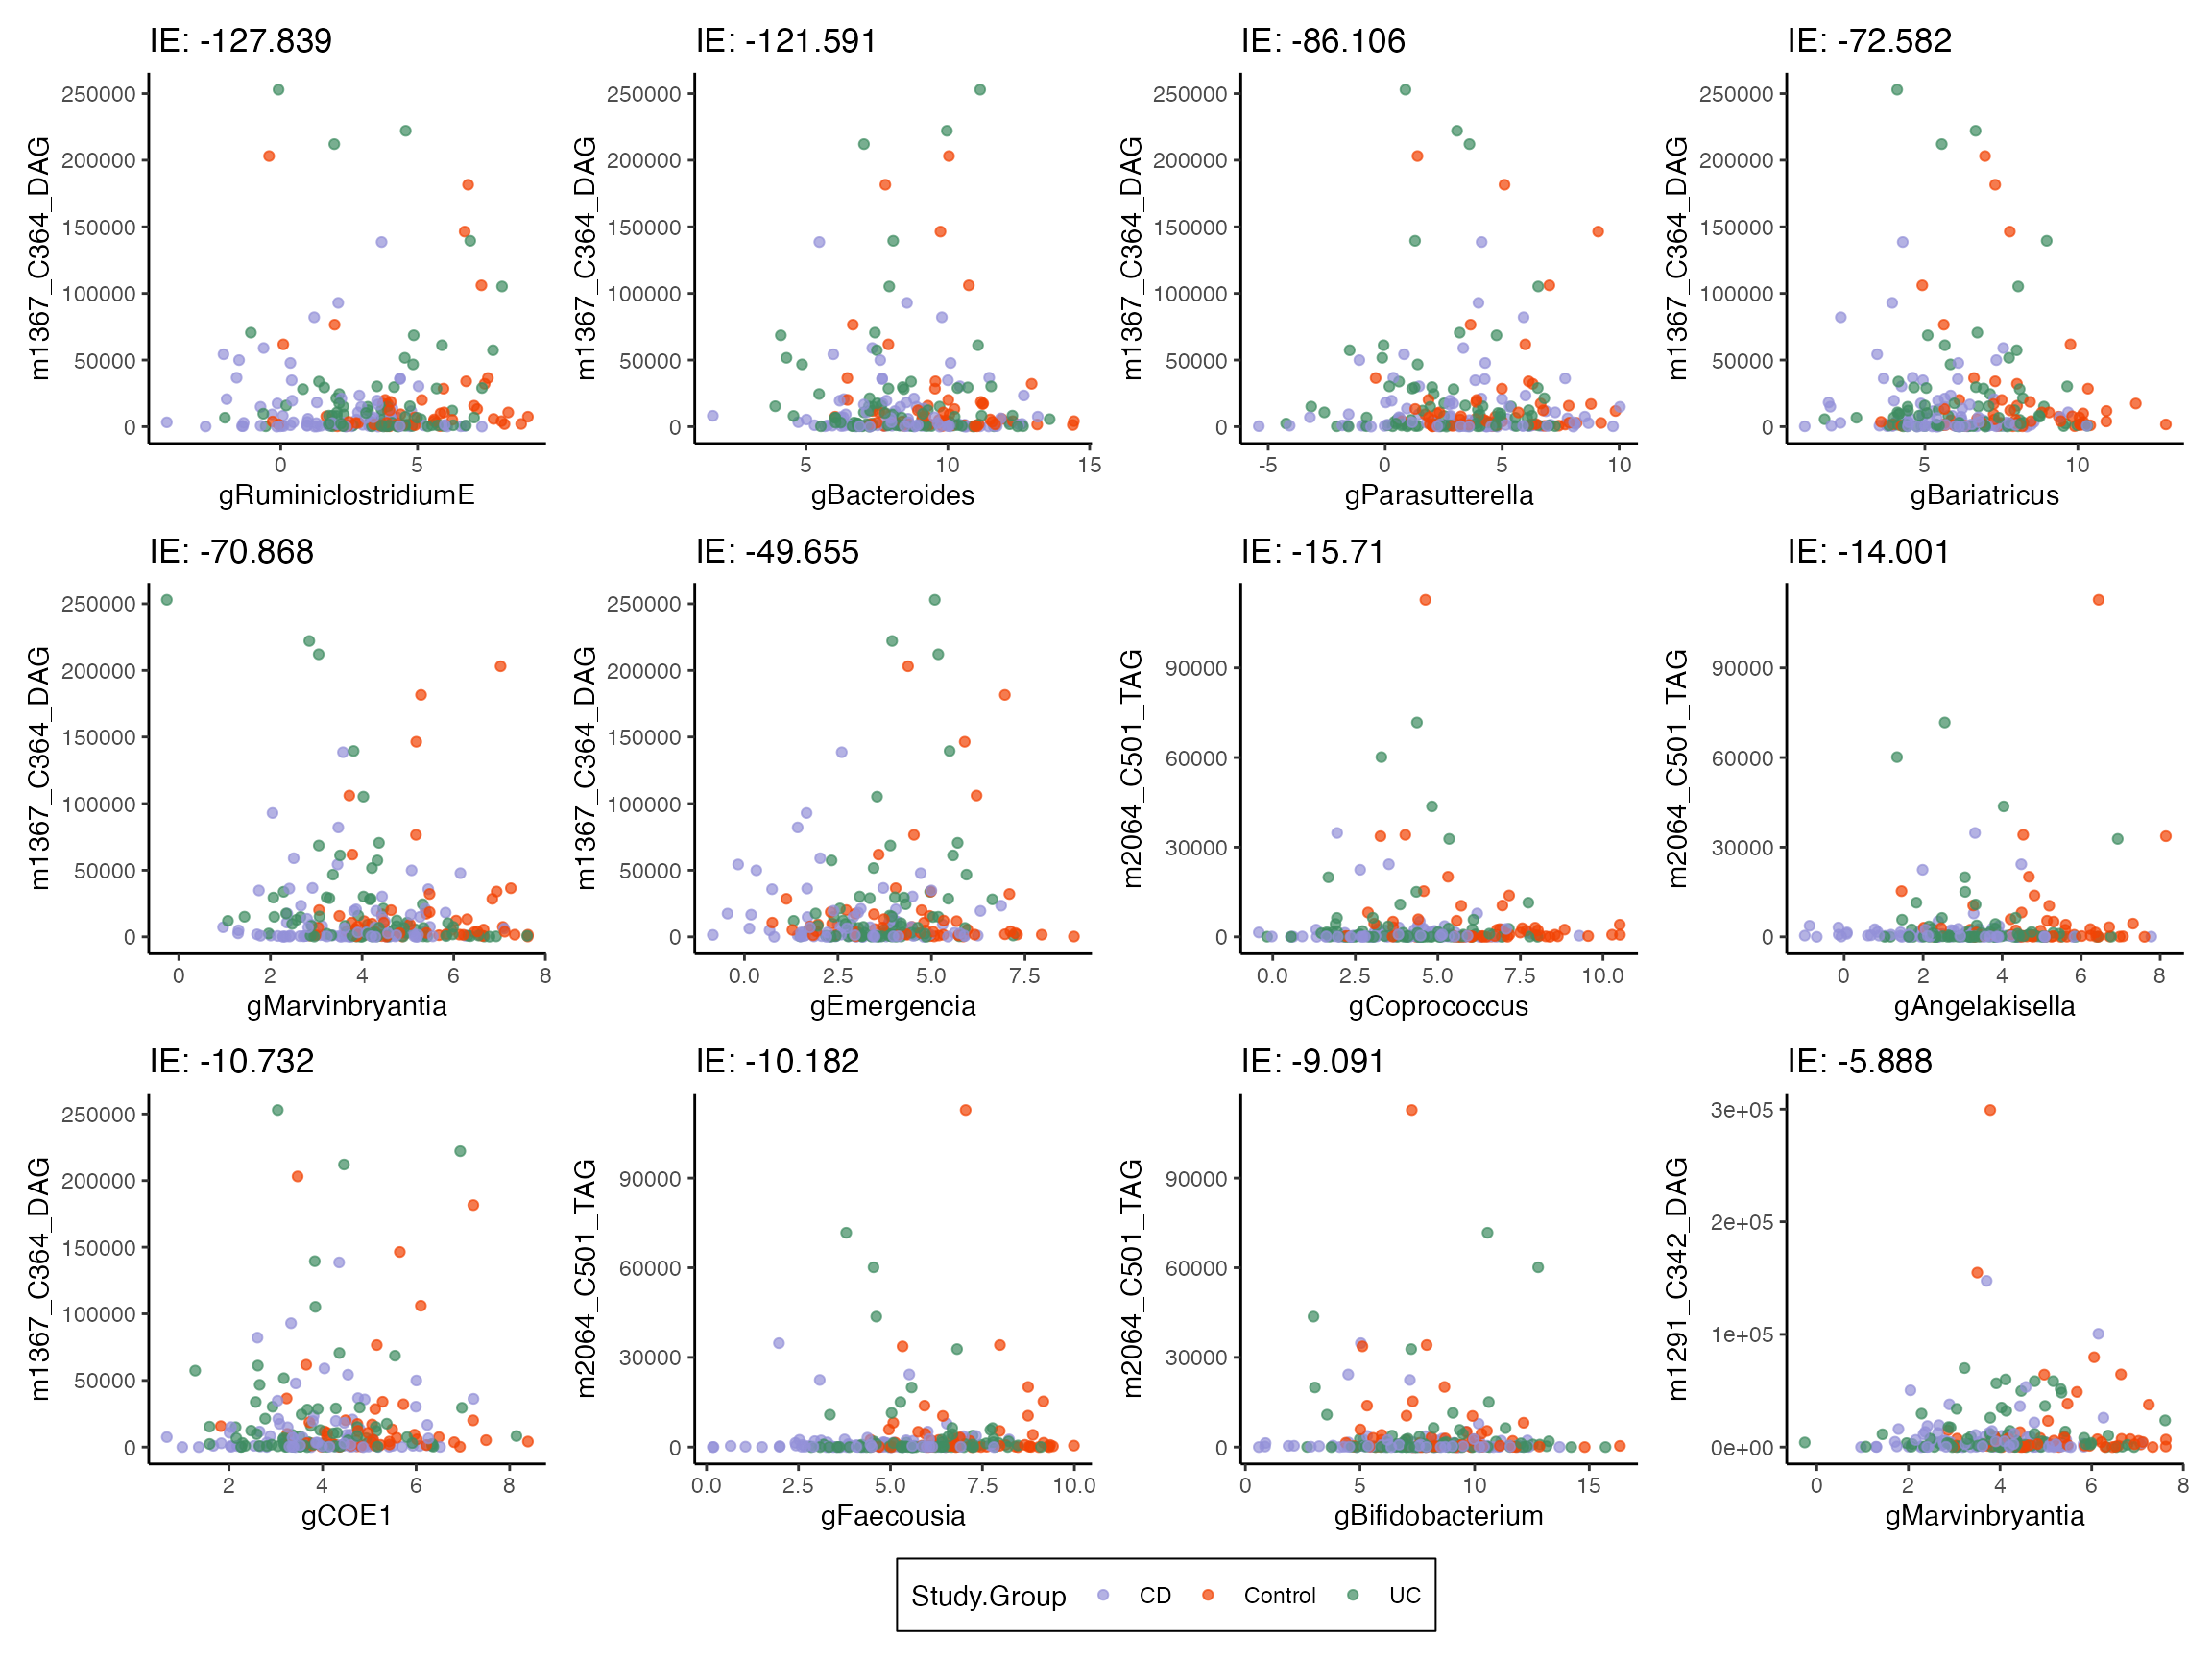 IE: -127.839
IE: -121.591
IE: -86.106
IE: -72.582
m1367_C364_DAG
250000
200000
150000
100000
50000
0
0 5
gRuminiclostridiumE
m1367_C364_DAG
250000
200000
150000
100000
50000
0
5 10 15
gBacteroides
m1367_C364_DAG
250000
200000
150000
100000
50000
0
-5 0 5 10
gParasutterella
m1367_C364_DAG
250000
200000
150000
100000
50000
0
5 10
gBariatricus
IE: -70.868
IE: -49.655
IE: -15.71
IE: -14.001
m1367_C364_DAG
250000
200000
150000
100000
50000
0
0 2 4 6 8
gMarvinbryantia
m1367_C364_DAG
250000
200000
150000
100000
50000
0
0.0 2.5 5.0 7.5
gEmergencia
m2064_C501_TAG
90000
60000
30000
0
0.0 2.5 5.0 7.5 10.0
gCoprococcus
m2064_C501_TAG
90000
60000
30000
0
0 2 4 6 8
gAngelakisella
IE: -10.732
IE: -10.182
IE: -9.091
IE: -5.888
m1367_C364_DAG
250000
200000
150000
100000
50000
0
2 4 6 8
gCOE1
m2064_C501_TAG
90000
60000
30000
0
0.0 2.5 5.0 7.5 10.0
gFaecousia
m2064_C501_TAG
90000
60000
30000
0
0 5 10 15
gBifidobacterium
m1291_C342_DAG
3e+05
2e+05
1e+05
0e+00
0 2 4 6 8
gMarvinbryantia
Study.Group CD Control UC